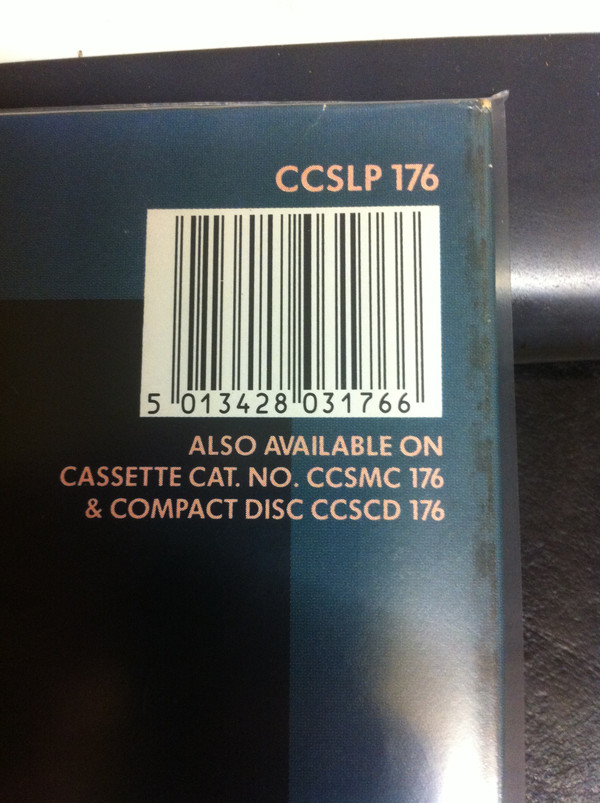 CCSLP 176
5 013428 031766
ALSO AVAILABLE ON
CASSETTE CAT. NO. CCSMC 176
& COMPACT DISC CCSCD 176